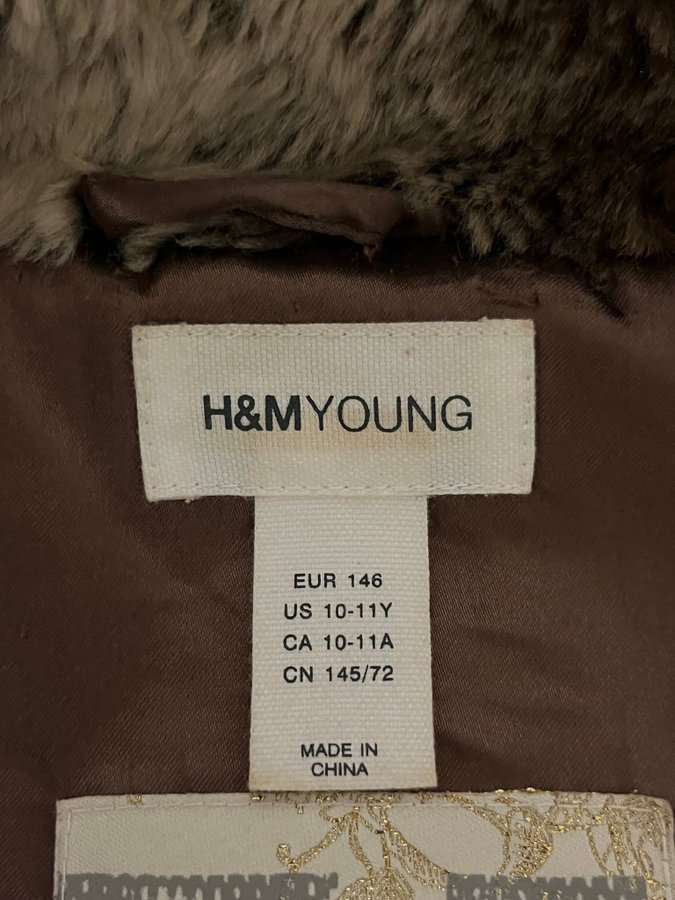 H&MYOUNG
EUR 146
US 10-11Y
CA 10-11A
CN 145/72
MADE IN
CHINA